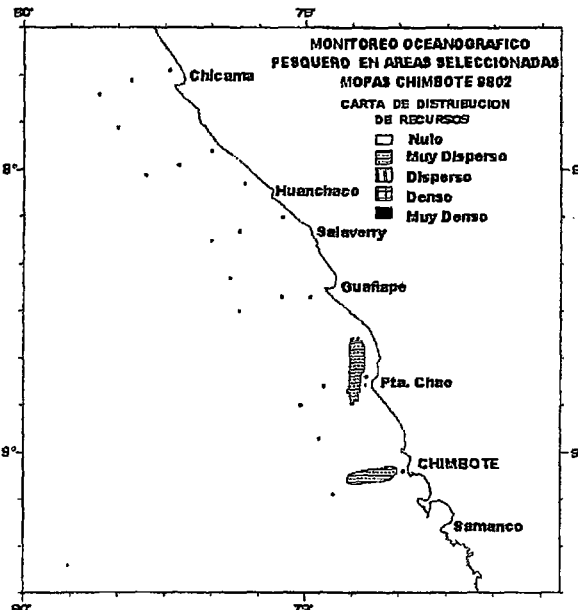 80°
79°
MONITOREO OCEANOGRAFICO
PESQUERO EN AREAS SELECCIONADAS
MOPAS CHIMBOTE 9802
CARTA DE DISTRIBUCION
DE RECURSOS
Nulo
Muy Disperso
Disperso
Denso
Muy Denso
Chicama
8°
Huanchaco
Salaverry
Guañape
Pta. Chao
9°
CHIMBOTE
Samanco
80°
79°